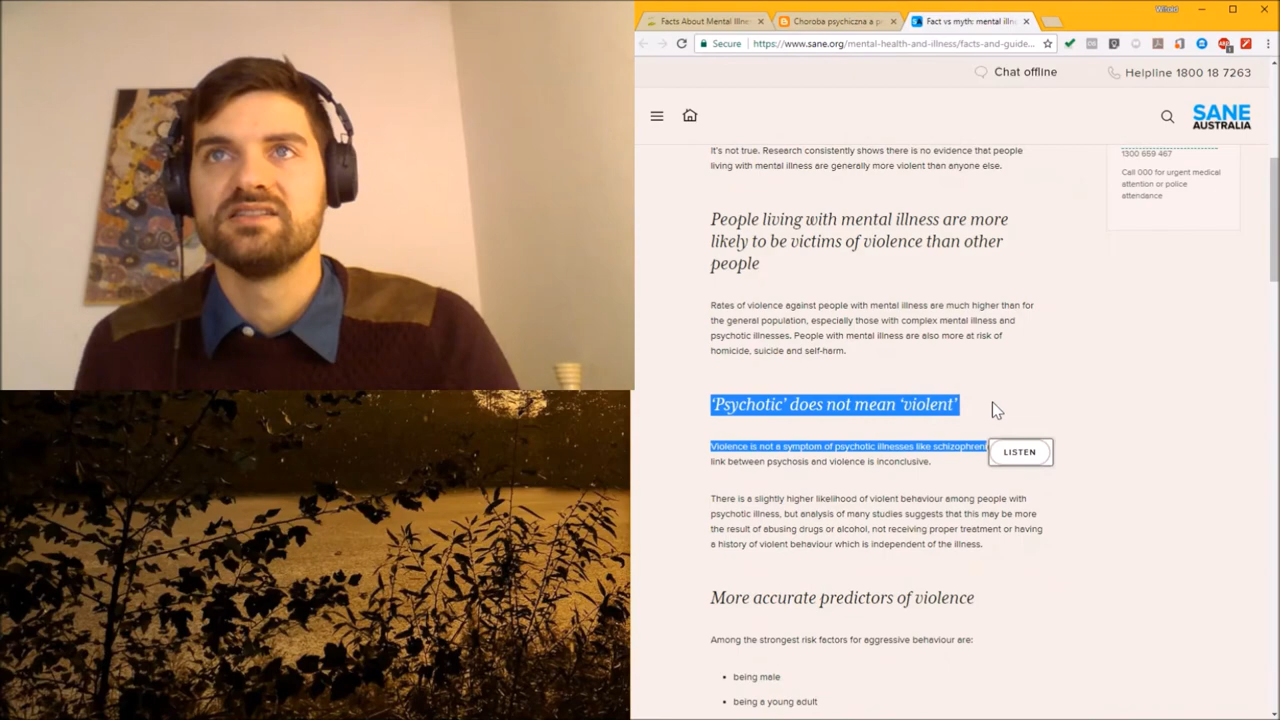 Witold
Facts About Mental Illne
Choroba psychiczna a p
Fact vs myth: mental illn
Secure
https://www.sane.org/mental-health-and-illness/facts-and-guide...
Chat offline
Helpline 1800 18 7263
SANE
AUSTRALIA
It's not true. Research consistently shows there is no evidence that people
living with mental illness are generally more violent than anyone else.
1300 659 467
Call 000 for urgent medical
attention or police
attendance
People living with mental illness are more
likely to be victims of violence than other
people
Rates of violence against people with mental illness are much higher than for
the general population, especially those with complex mental illness and
psychotic illnesses. People with mental illness are also more at risk of
homicide, suicide and self-harm.
‘Psychotic’ does not mean ‘violent’
Violence is not a symptom of psychotic illnesses like schizophreni
LISTEN
link between psychosis and violence is inconclusive.
There is a slightly higher likelihood of violent behaviour among people with
psychotic illness, but analysis of many studies suggests that this may be more
the result of abusing drugs or alcohol, not receiving proper treatment or having
a history of violent behaviour which is independent of the illness.
More accurate predictors of violence
Among the strongest risk factors for aggressive behaviour are:
• being male
• being a young adult